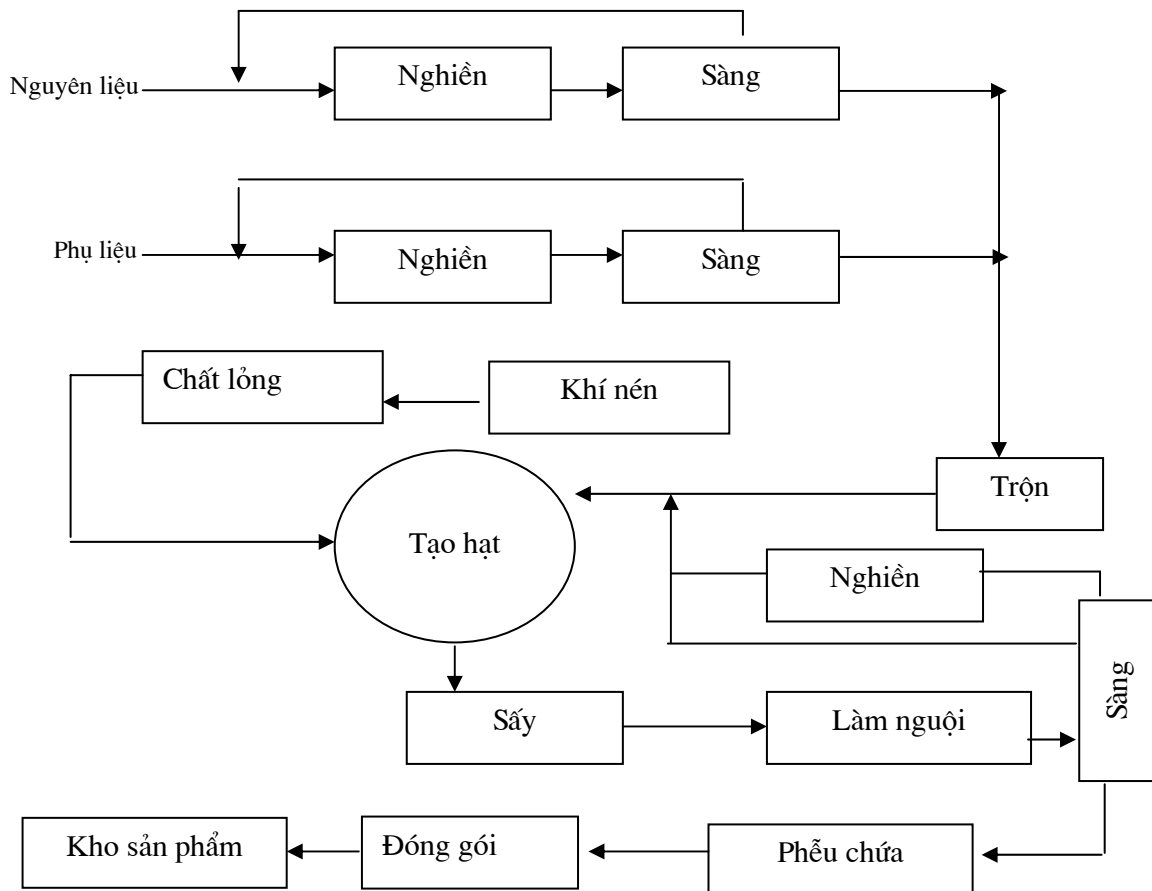 Nguyên liệu
Nghiền
Sàng
Phụ liệu
Nghiền
Sàng
Chất lỏng
Khí nén
Trộn
Tạo hạt
Nghiền
Sàng
Sấy
Làm nguội
Kho sản phẩm
Đóng gói
Phễu chứa